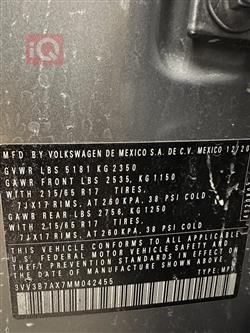 iQ
MFD. BY VOLKSWAGEN DE MEXICO S.A. DE C.V. MEXICO 12/20
GVWR LBS 5181 KG 2350
GAWR FRONT LBS 2535, KG 1150
WITH 215/65 R17 TIRES,
7JX17 RIMS, AT 260 KPA, 38 PSI COLD
GAWR REAR LBS 2756, KG 1250
WITH 215/65 R17 TIRES,
7JX17 RIMS, AT 260 KPA, 38 PSI COLD.
THIS VEHICLE CONFORMS TO ALL APPLICABLE
FEDERAL MOTOR VEHICLE SAFETY AND
THEFT PREVENTION STANDARDS IN EFFECT ON
THE DATE OF MANUFACTURE SHOWN ABOVE.
3VV3B7AX7MM042455 TYPE: MPV